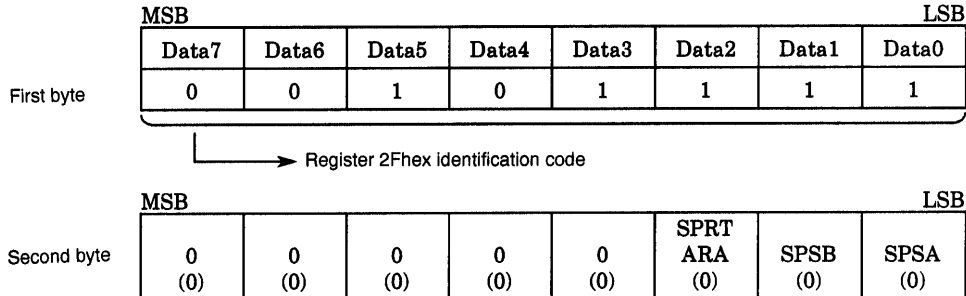 MSB LSB
Data7 Data6 Data5 Data4 Data3 Data2 Data1 Data0
First byte 0 0 1 0 1 1 1 1
Register 2Fhex identification code
MSB LSB
SPRT
Second byte 0 0 0 0 0 ARA SPSB SPSA
(0) (0) (0) (0) (0) (0) (0) (0)